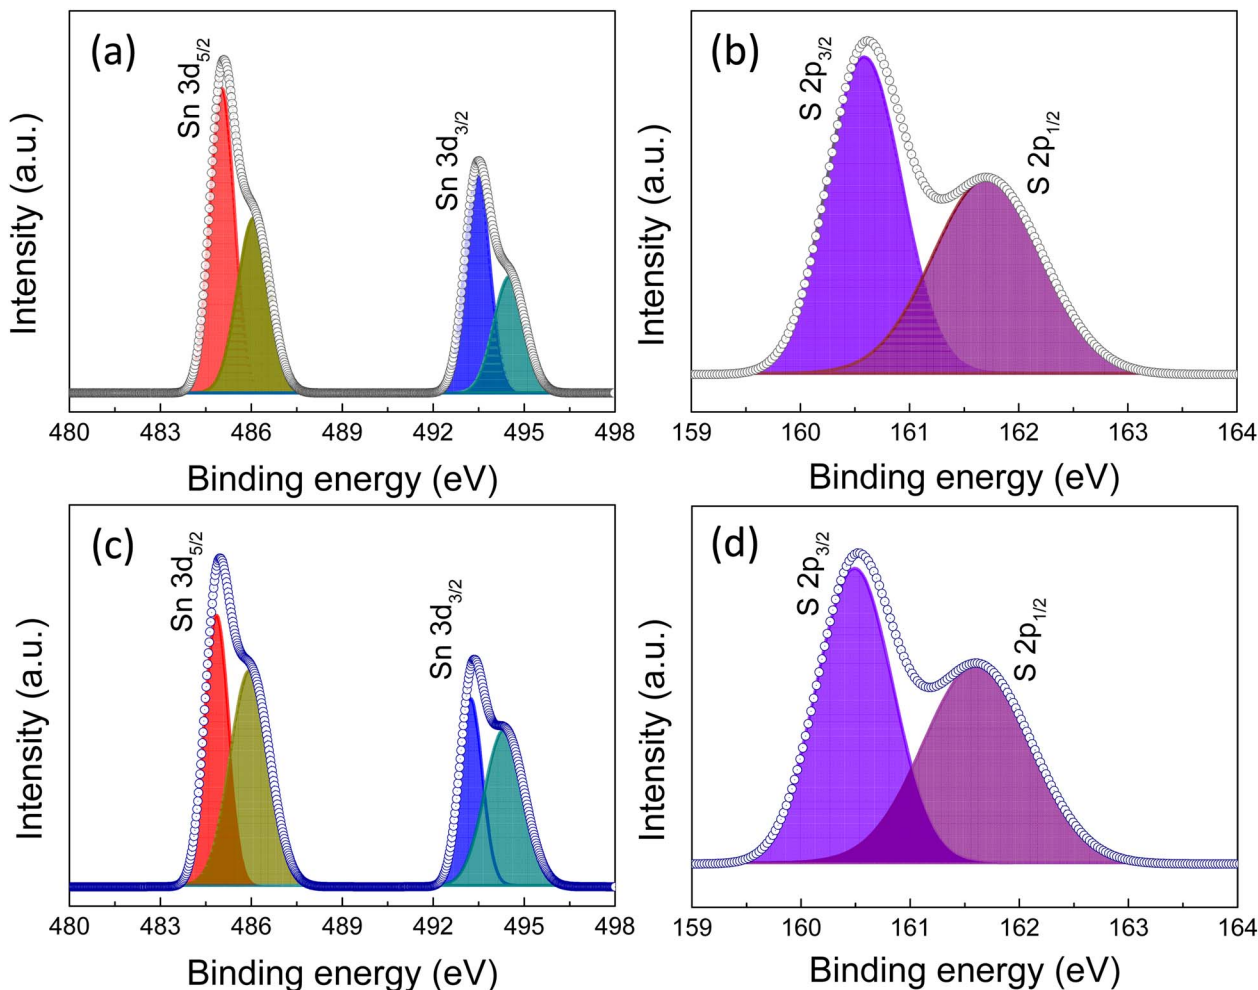 (a)
Sn 3d5/2
Sn 3d3/2
Intensity (a.u.)
480 483 486 489 492 495 498
Binding energy (eV)
(b)
S 2p3/2
S 2p1/2
Intensity (a.u.)
159 160 161 162 163 164
Binding energy (eV)
(c)
Sn 3d5/2
Sn 3d3/2
Intensity (a.u.)
480 483 486 489 492 495 498
Binding energy (eV)
(d)
S 2p3/2
S 2p1/2
Intensity (a.u.)
159 160 161 162 163 164
Binding energy (eV)